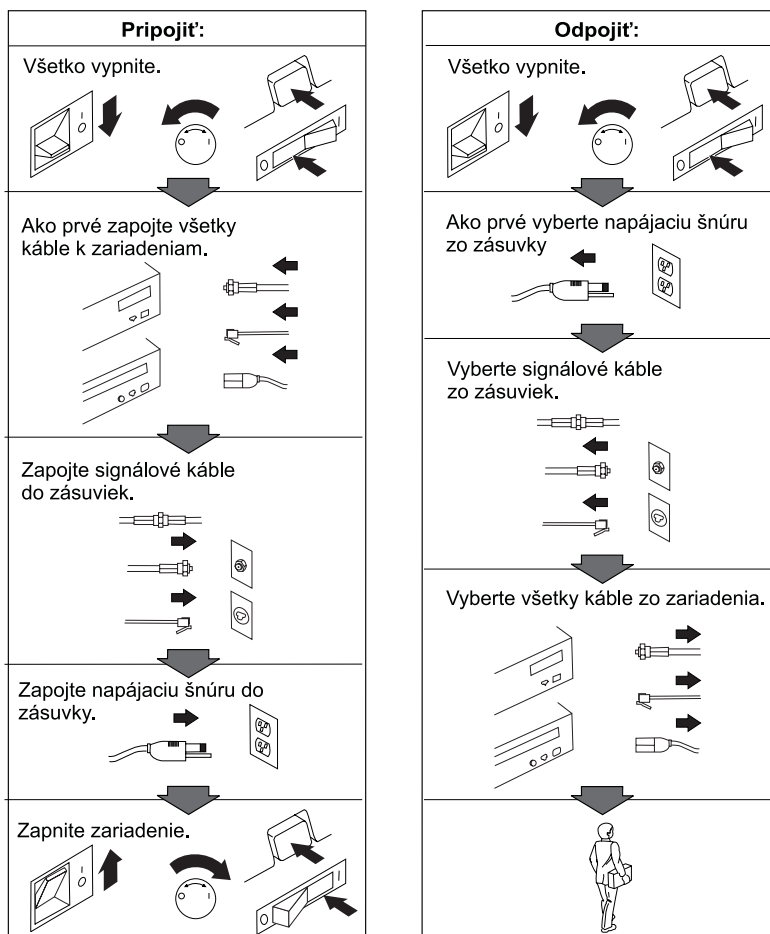 Pripojiť:
Všetko vypnite.
Ako prvé zapojte všetky
káble k zariadeniam.
Zapojte signálové káble
do zásuviek.
Zapojte napájaciu šnúru do
zásuvky.
Zapnite zariadenie.
Odpojiť:
Všetko vypnite.
Ako prvé vyberte napájaciu šnúru
zo zásuvky
Vyberte signálové káble
zo zásuviek.
Vyberte všetky káble zo zariadenia.